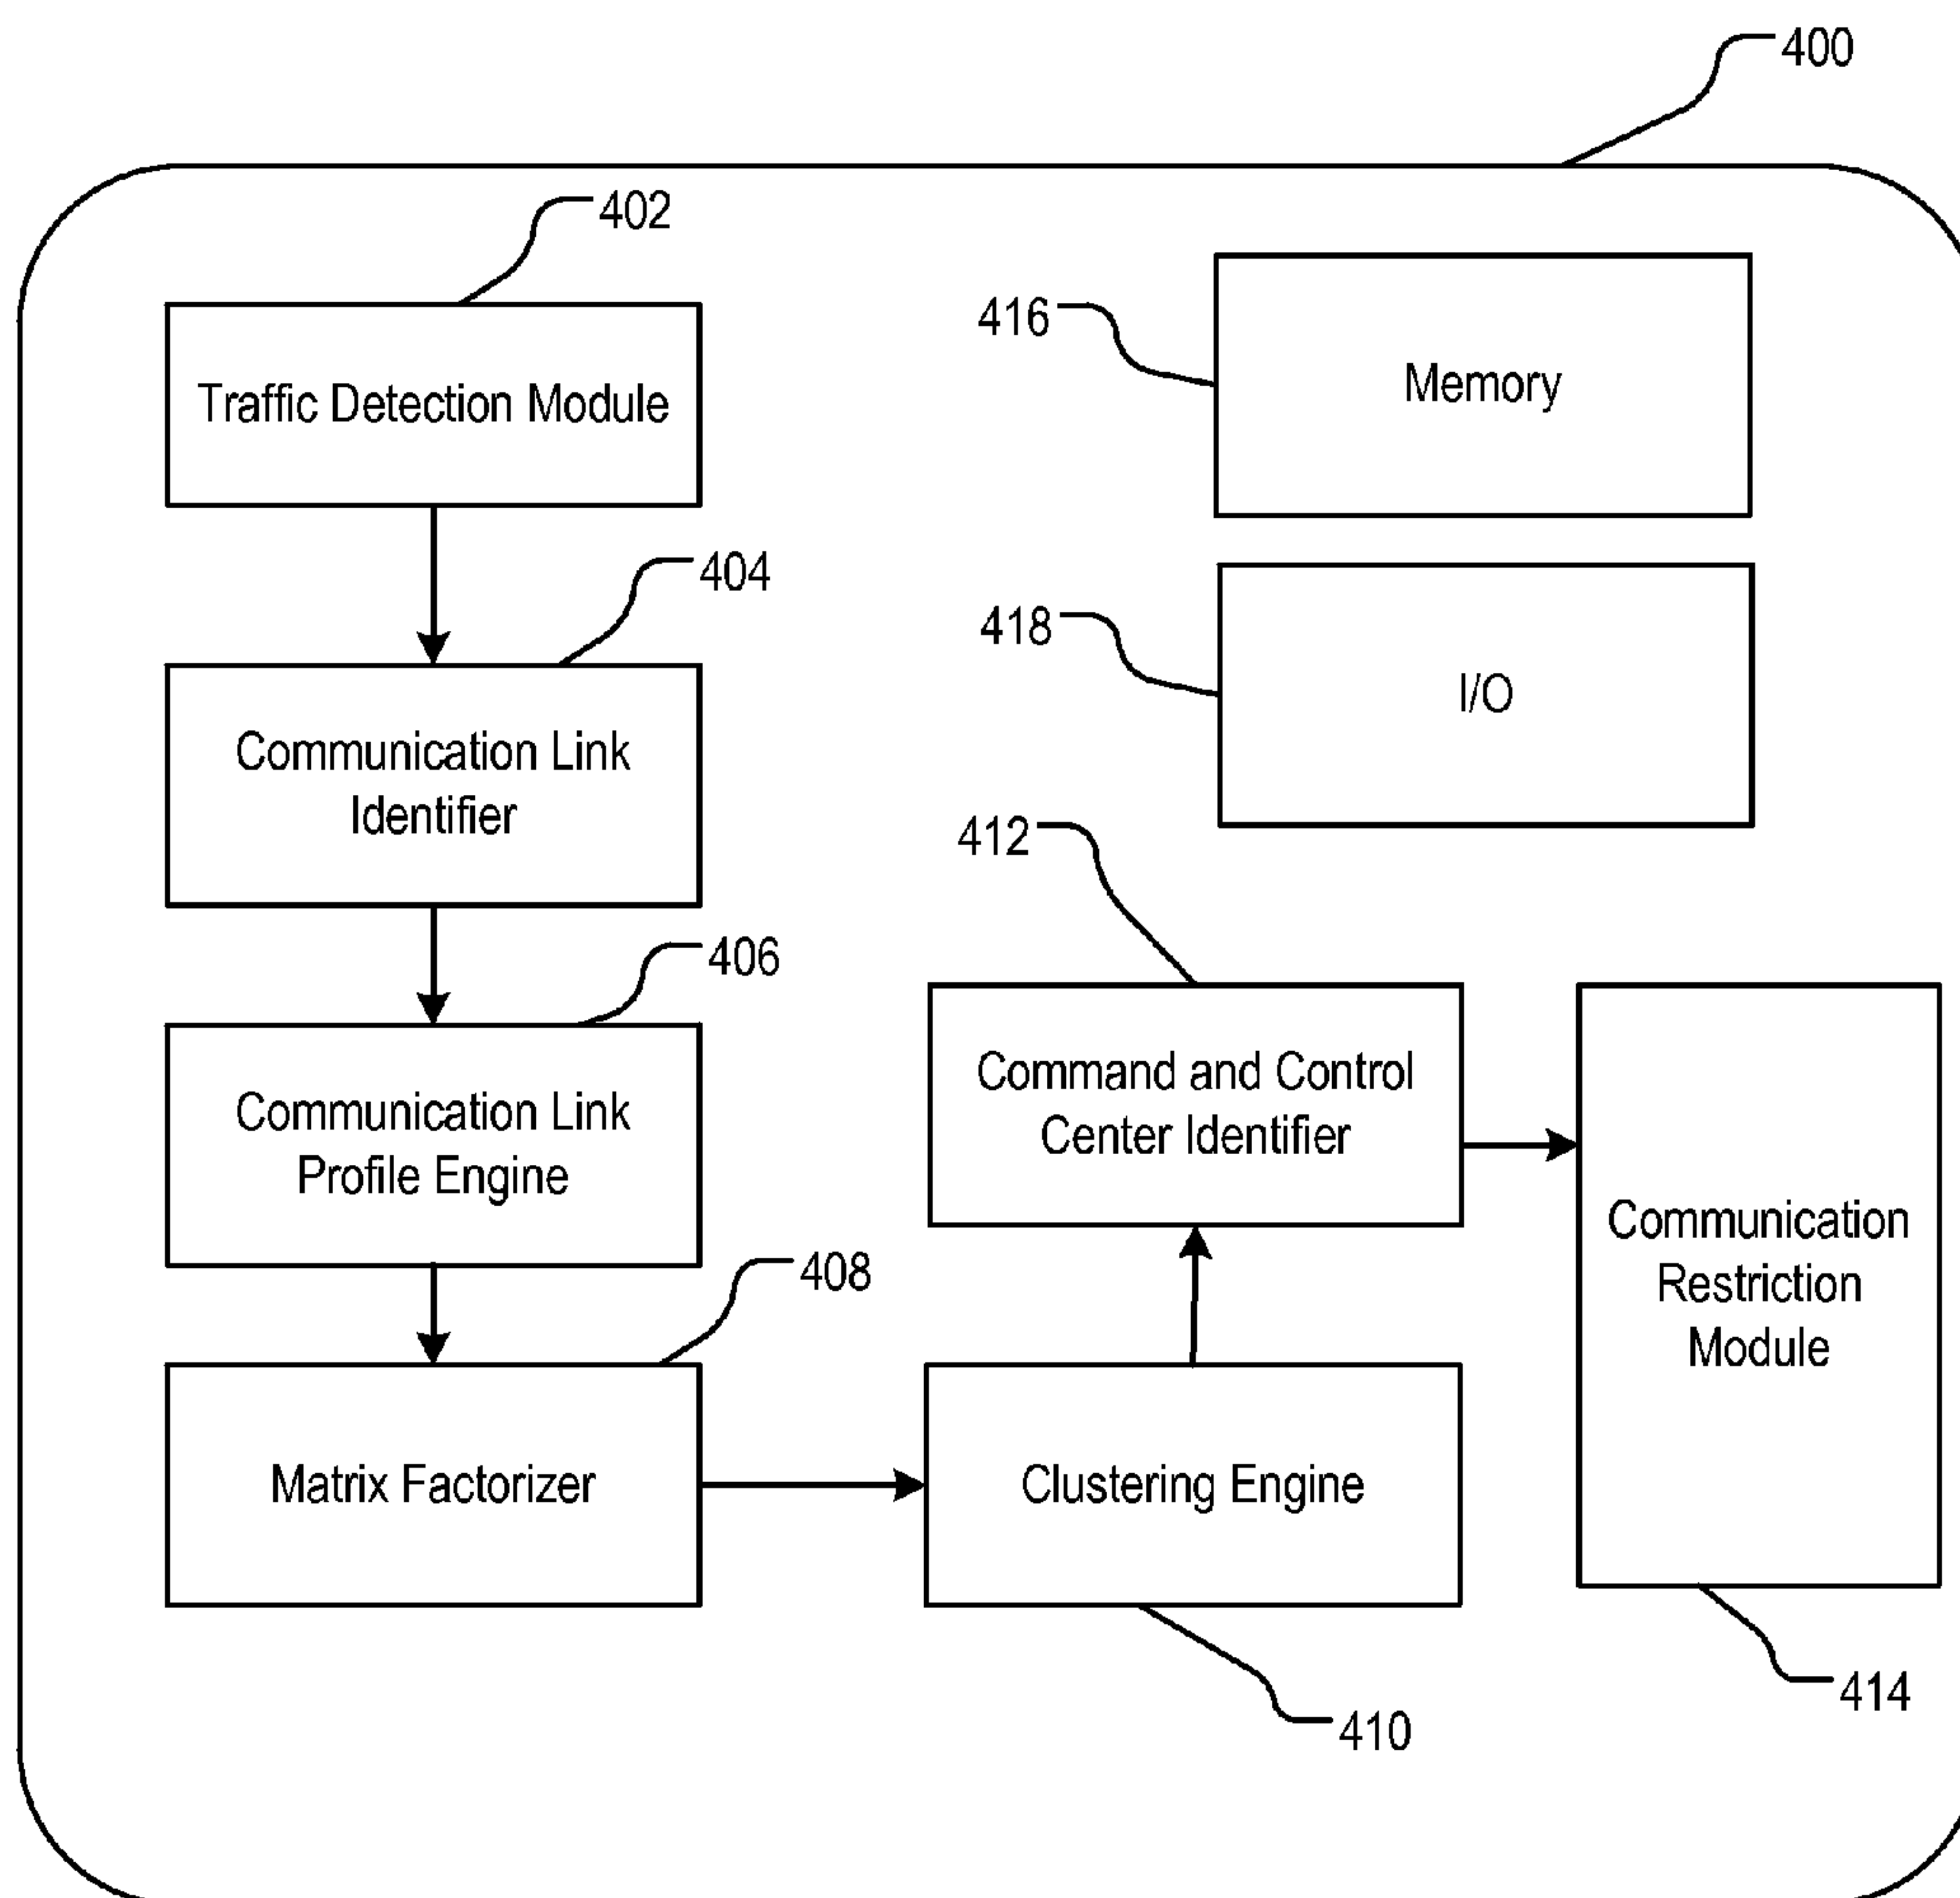 400
402
Traffic Detection Module
416
Memory
404
418
I/O
Communication Link
Identifier
412
406
Communication Link
Profile Engine
Command and Control
Center Identifier
Communication
Restriction
Module
408
Matrix Factorizer
Clustering Engine
414
410